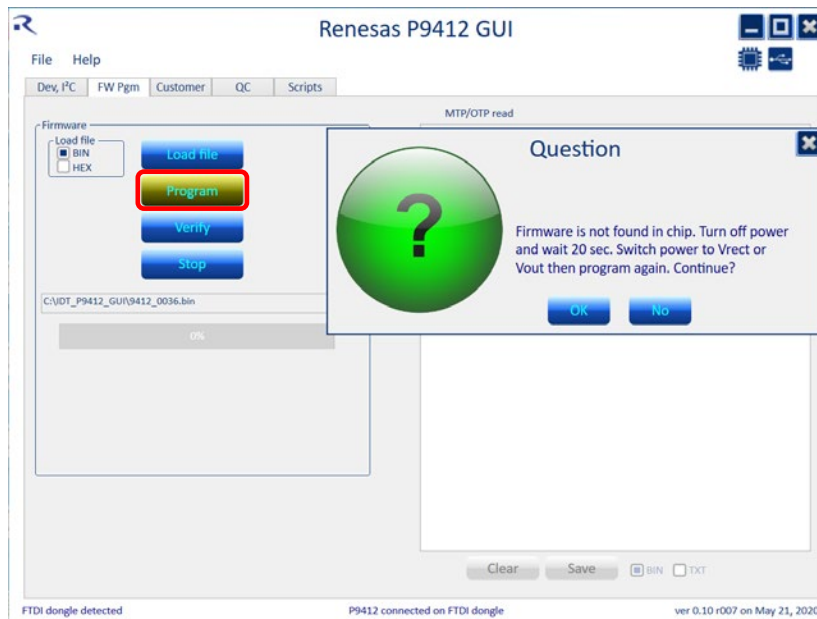 Renesas P9412 GUI
File Help
Dev, I²C FW Pgm Customer QC Scripts
MTP/OTP read
Firmware
Load file
BIN
HEX
Load file
Program
Verify
Stop
C:\IDT_P9412_GUI\9412_0036.bin
0%
Question
?
Firmware is not found in chip. Turn off power
and wait 20 sec. Switch power to Vrect or
Vout then program again. Continue?
OK No
Clear Save BIN TXT
FTDI dongle detected P9412 connected on FTDI dongle ver 0.10 r007 on May 21, 2020